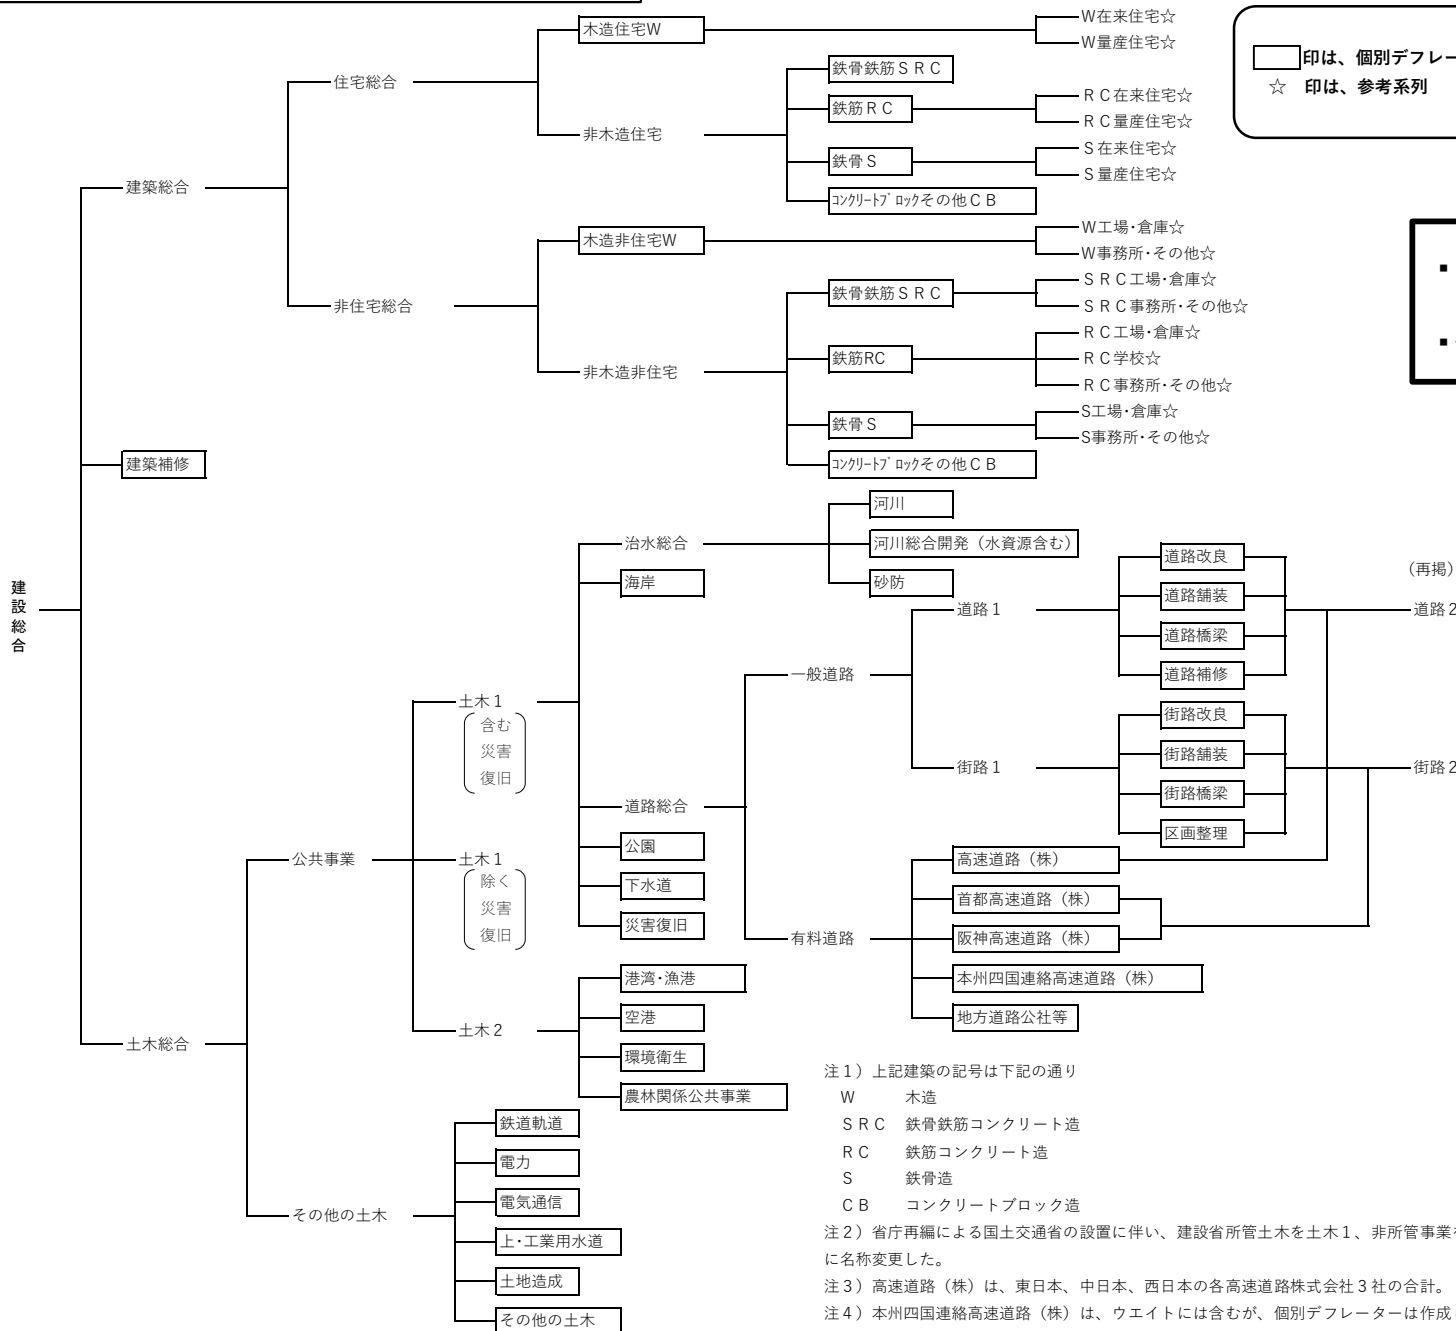 木造住宅W
W在来住宅☆
W量産住宅☆
印は、個別デフレー
☆ 印は、参考系列
住宅総合
鉄骨鉄筋ＳＲＣ
鉄筋ＲＣ
ＲＣ在来住宅☆
ＲＣ量産住宅☆
非木造住宅
鉄骨Ｓ
Ｓ在来住宅☆
Ｓ量産住宅☆
ｺﾝｸﾘｰﾄﾌﾞﾛｯｸその他ＣＢ
建築総合
木造非住宅W
W工場・倉庫☆
W事務所・その他☆
非住宅総合
鉄骨鉄筋ＳＲＣ
ＳＲＣ工場・倉庫☆
ＳＲＣ事務所・その他☆
非木造非住宅
鉄筋RC
ＲＣ工場・倉庫☆
ＲＣ学校☆
ＲＣ事務所・その他☆
鉄骨Ｓ
S工場・倉庫☆
S事務所・その他☆
ｺﾝｸﾘｰﾄﾌﾞﾛｯｸその他ＣＢ
建築補修
建設総合
治水総合
河川
河川総合開発（水資源含む）
砂防
海岸
土木１
含む
災害
復旧
道路総合
一般道路
道路１
道路改良
道路舗装
道路橋梁
道路補修
（再掲）
道路２
街路１
街路改良
街路舗装
街路橋梁
区画整理
街路２
公園
下水道
災害復旧
有料道路
高速道路（株）
首都高速道路（株）
阪神高速道路（株）
本州四国連絡高速道路（株）
地方道路公社等
公共事業
土木１
除く
災害
復旧
土木２
港湾・漁港
空港
環境衛生
農林関係公共事業
土木総合
その他の土木
鉄道軌道
電力
電気通信
上・工業用水道
土地造成
その他の土木
注１）上記建築の記号は下記の通り
W 木造
ＳＲＣ 鉄骨鉄筋コンクリート造
ＲＣ 鉄筋コンクリート造
S 鉄骨造
ＣＢ コンクリートブロック造
注２）省庁再編による国土交通省の設置に伴い、建設省所管土木を土木１、非所管事業
に名称変更した。
注３）高速道路（株）は、東日本、中日本、西日本の各高速道路株式会社３社の合計。
注４）本州四国連絡高速道路（株）は、ウエイトには含むが、個別デフレーターは作成